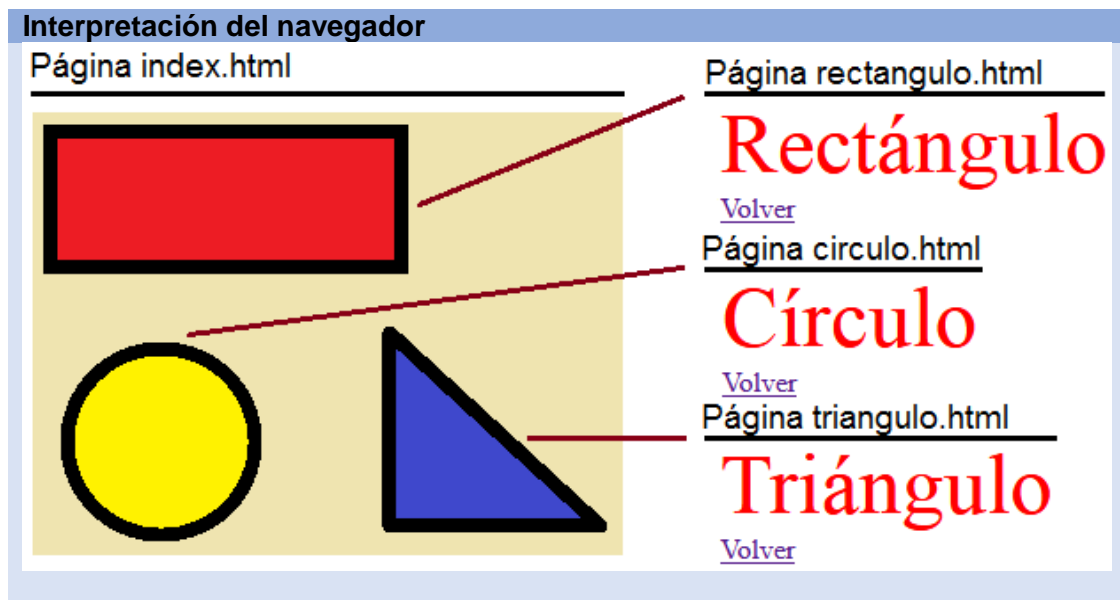 Interpretación del navegador
Página index.html
Página rectangulo.html
Rectángulo
Volver
Página circulo.html
Círculo
Volver
Página triangulo.html
Triángulo
Volver